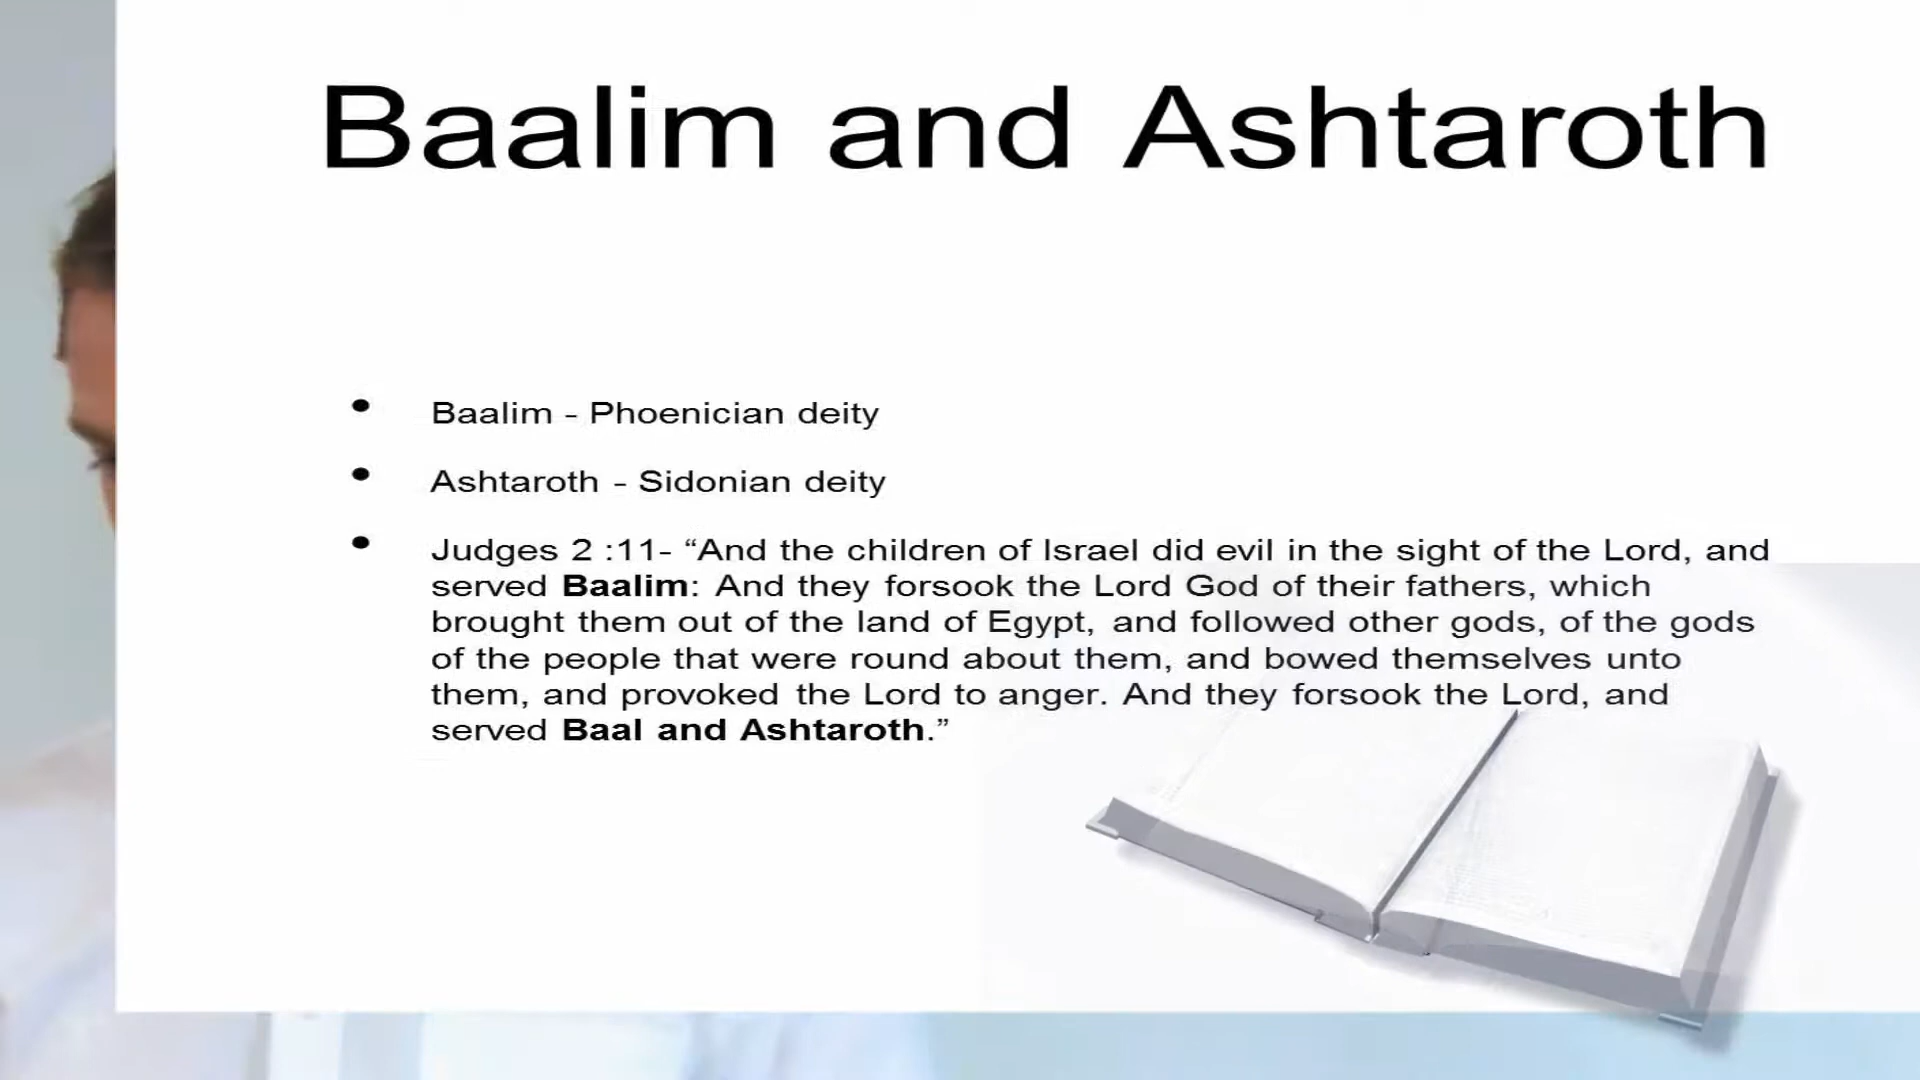 Baalim and Ashtaroth
• Baalim - Phoenician deity
• Ashtaroth - Sidonian deity
• Judges 2 :11- “And the children of Israel did evil in the sight of the Lord, and
served Baalim: And they forsook the Lord God of their fathers, which
brought them out of the land of Egypt, and followed other gods, of the gods
of the people that were round about them, and bowed themselves unto
them, and provoked the Lord to anger. And they forsook the Lord, and
served Baal and Ashtaroth.”